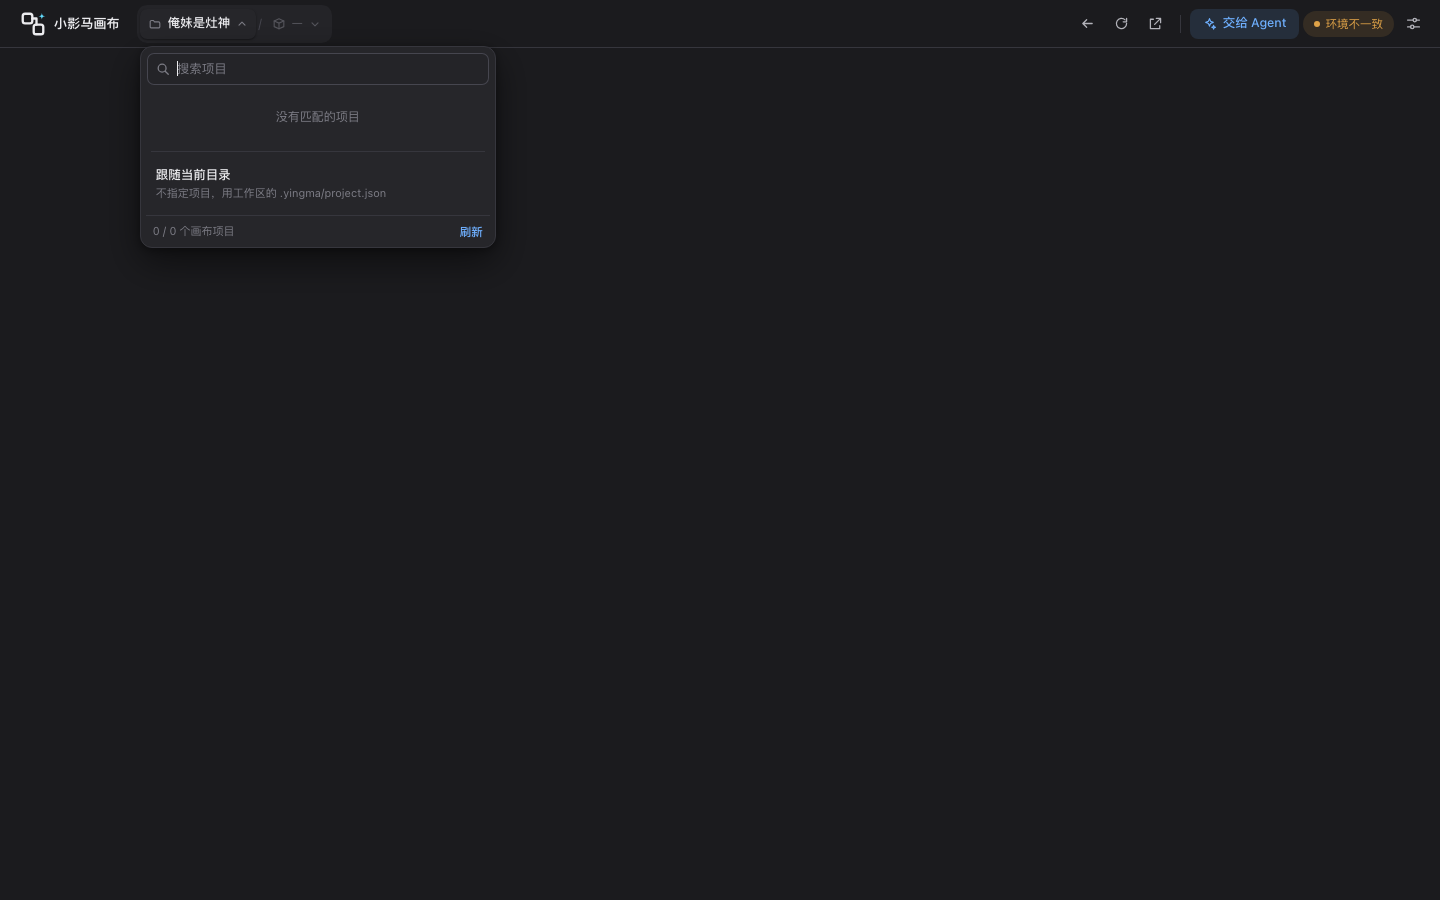 小影马画布
俺妹是灶神
/
—
交给 Agent
环境不一致
搜索项目
没有匹配的项目
跟随当前目录
不指定项目，用工作区的 .yingma/project.json
0 / 0 个画布项目
刷新